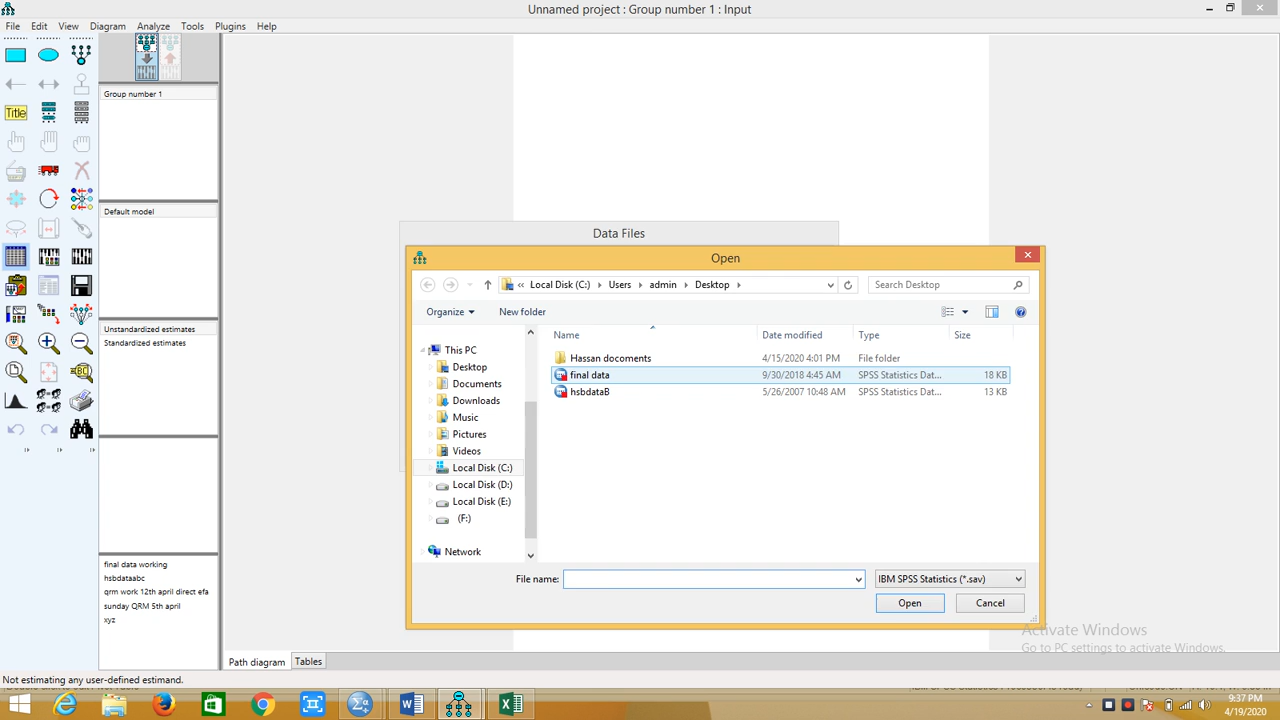 Unnamed project : Group number 1 : Input
File Edit View Diagram Analyze Tools Plugins Help
Title
Group number 1
Default model
Unstandardized estimates
Standardized estimates
final data working
hsbdataabc
qrm work 12th april direct efa
sunday QRM 5th april
xyz
Data Files
Open
« Local Disk (C:) Users admin Desktop
Search Desktop
Organize New folder
Name Date modified Type Size
This PC
Desktop
Documents
Downloads
Music
Pictures
Videos
Local Disk (C:)
Local Disk (D:)
Local Disk (E:)
(F:)
Network
Hassan docoments 4/15/2020 4:01 PM File folder
final data 9/30/2018 4:45 AM SPSS Statistics Dat... 18 KB
hsbdataB 5/26/2007 10:48 AM SPSS Statistics Dat... 13 KB
File name: IBM SPSS Statistics (*.sav)
Open Cancel
Activate Windows
Go to PC settings to activate Windows.
Path diagram Tables
Not estimating any user-defined estimand.
9:37 PM
4/19/2020